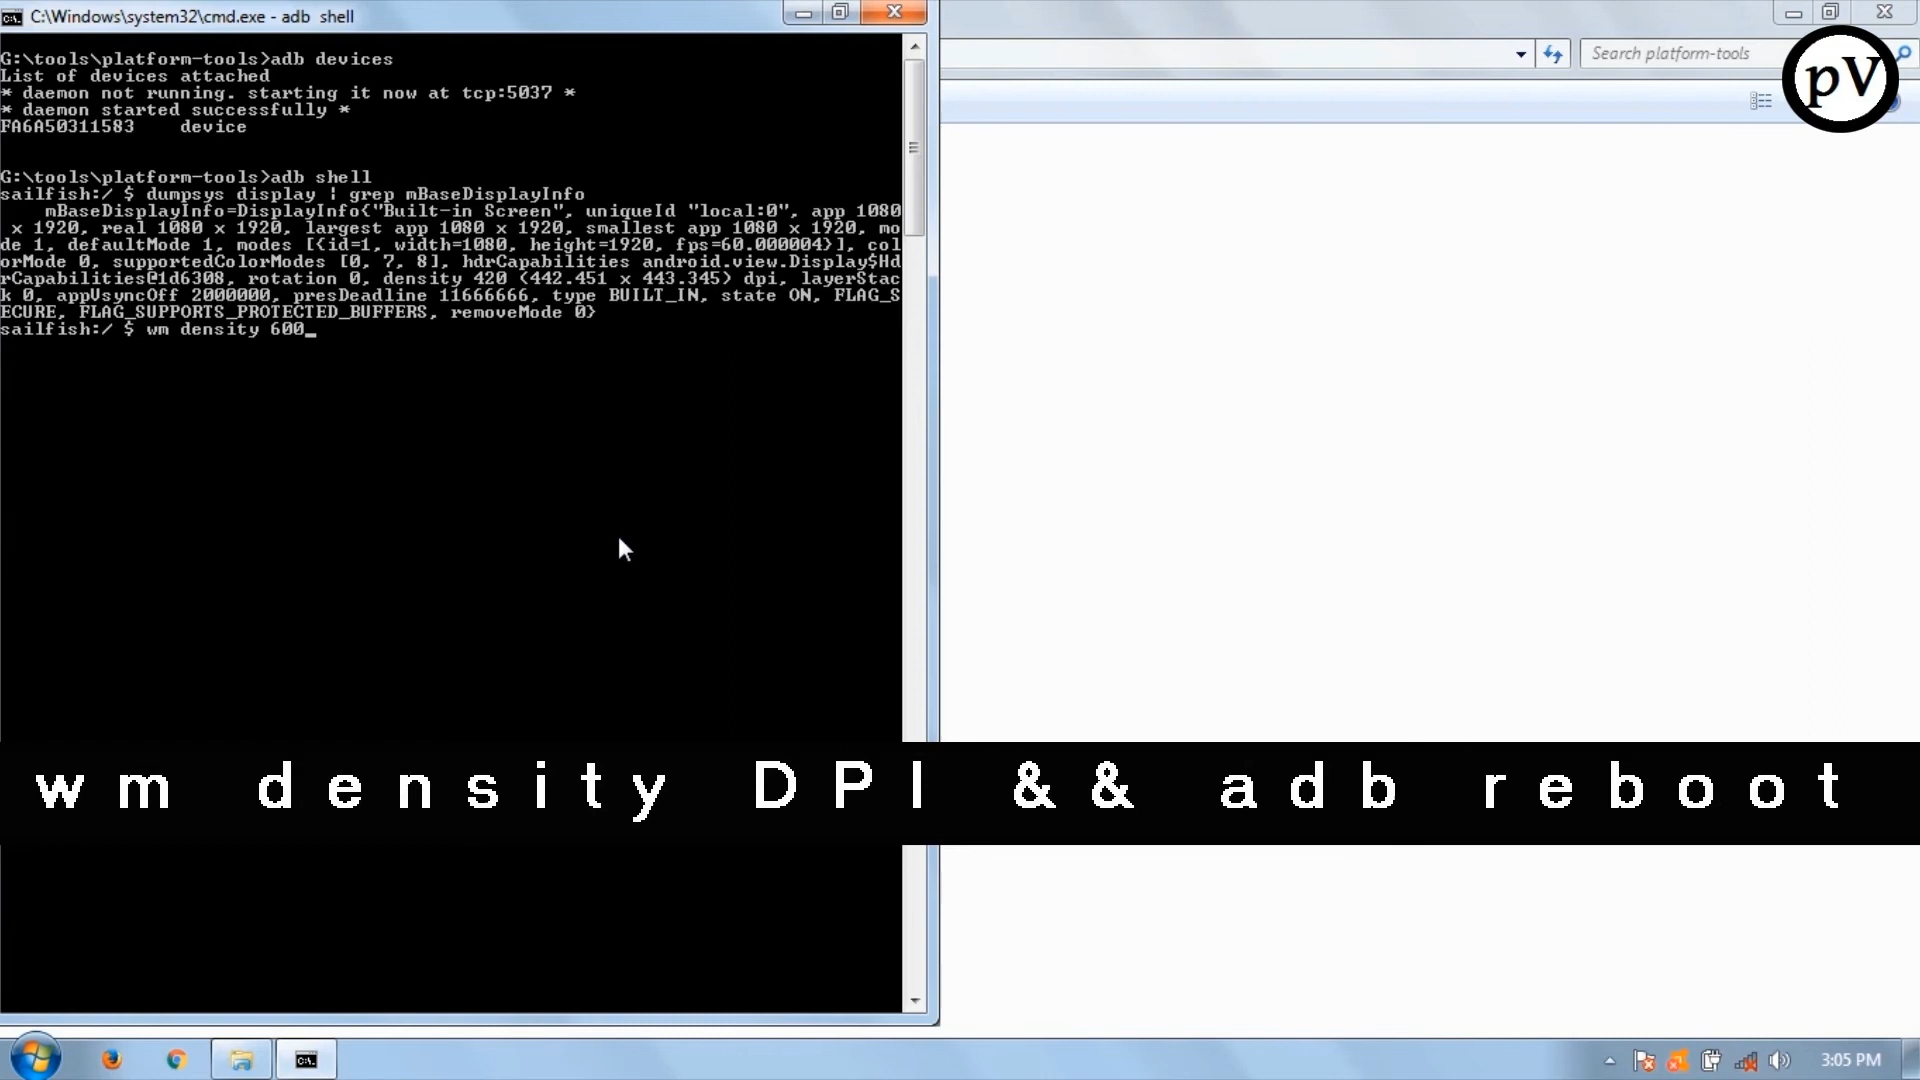 C:\Windows\system32\cmd.exe - adb  shell
G:\tools\platform-tools>adb devices
List of devices attached
* daemon not running. starting it now at tcp:5037 *
* daemon started successfully *
FA6A50311583    device
G:\tools\platform-tools>adb shell
sailfish:/ $ dumpsys display | grep mBaseDisplayInfo
    mBaseDisplayInfo=DisplayInfo{"Built-in Screen", uniqueId "local:0", app 1080
 x 1920, real 1080 x 1920, largest app 1080 x 1920, smallest app 1080 x 1920, mo
de 1, defaultMode 1, modes [{id=1, width=1080, height=1920, fps=60.000004}], col
orMode 0, supportedColorModes [0, 7, 8], hdrCapabilities android.view.Display$Hd
rCapabilities@1d6308, rotation 0, density 420 (442.451 x 443.345) dpi, layerStac
k 0, appVsyncOff 2000000, presDeadline 11666666, type BUILT_IN, state ON, FLAG_S
ECURE, FLAG_SUPPORTS_PROTECTED_BUFFERS, removeMode 0}
sailfish:/ $ wm density 600_
Search platform-tools
pV
wm density DPI && adb reboot
3:05 PM